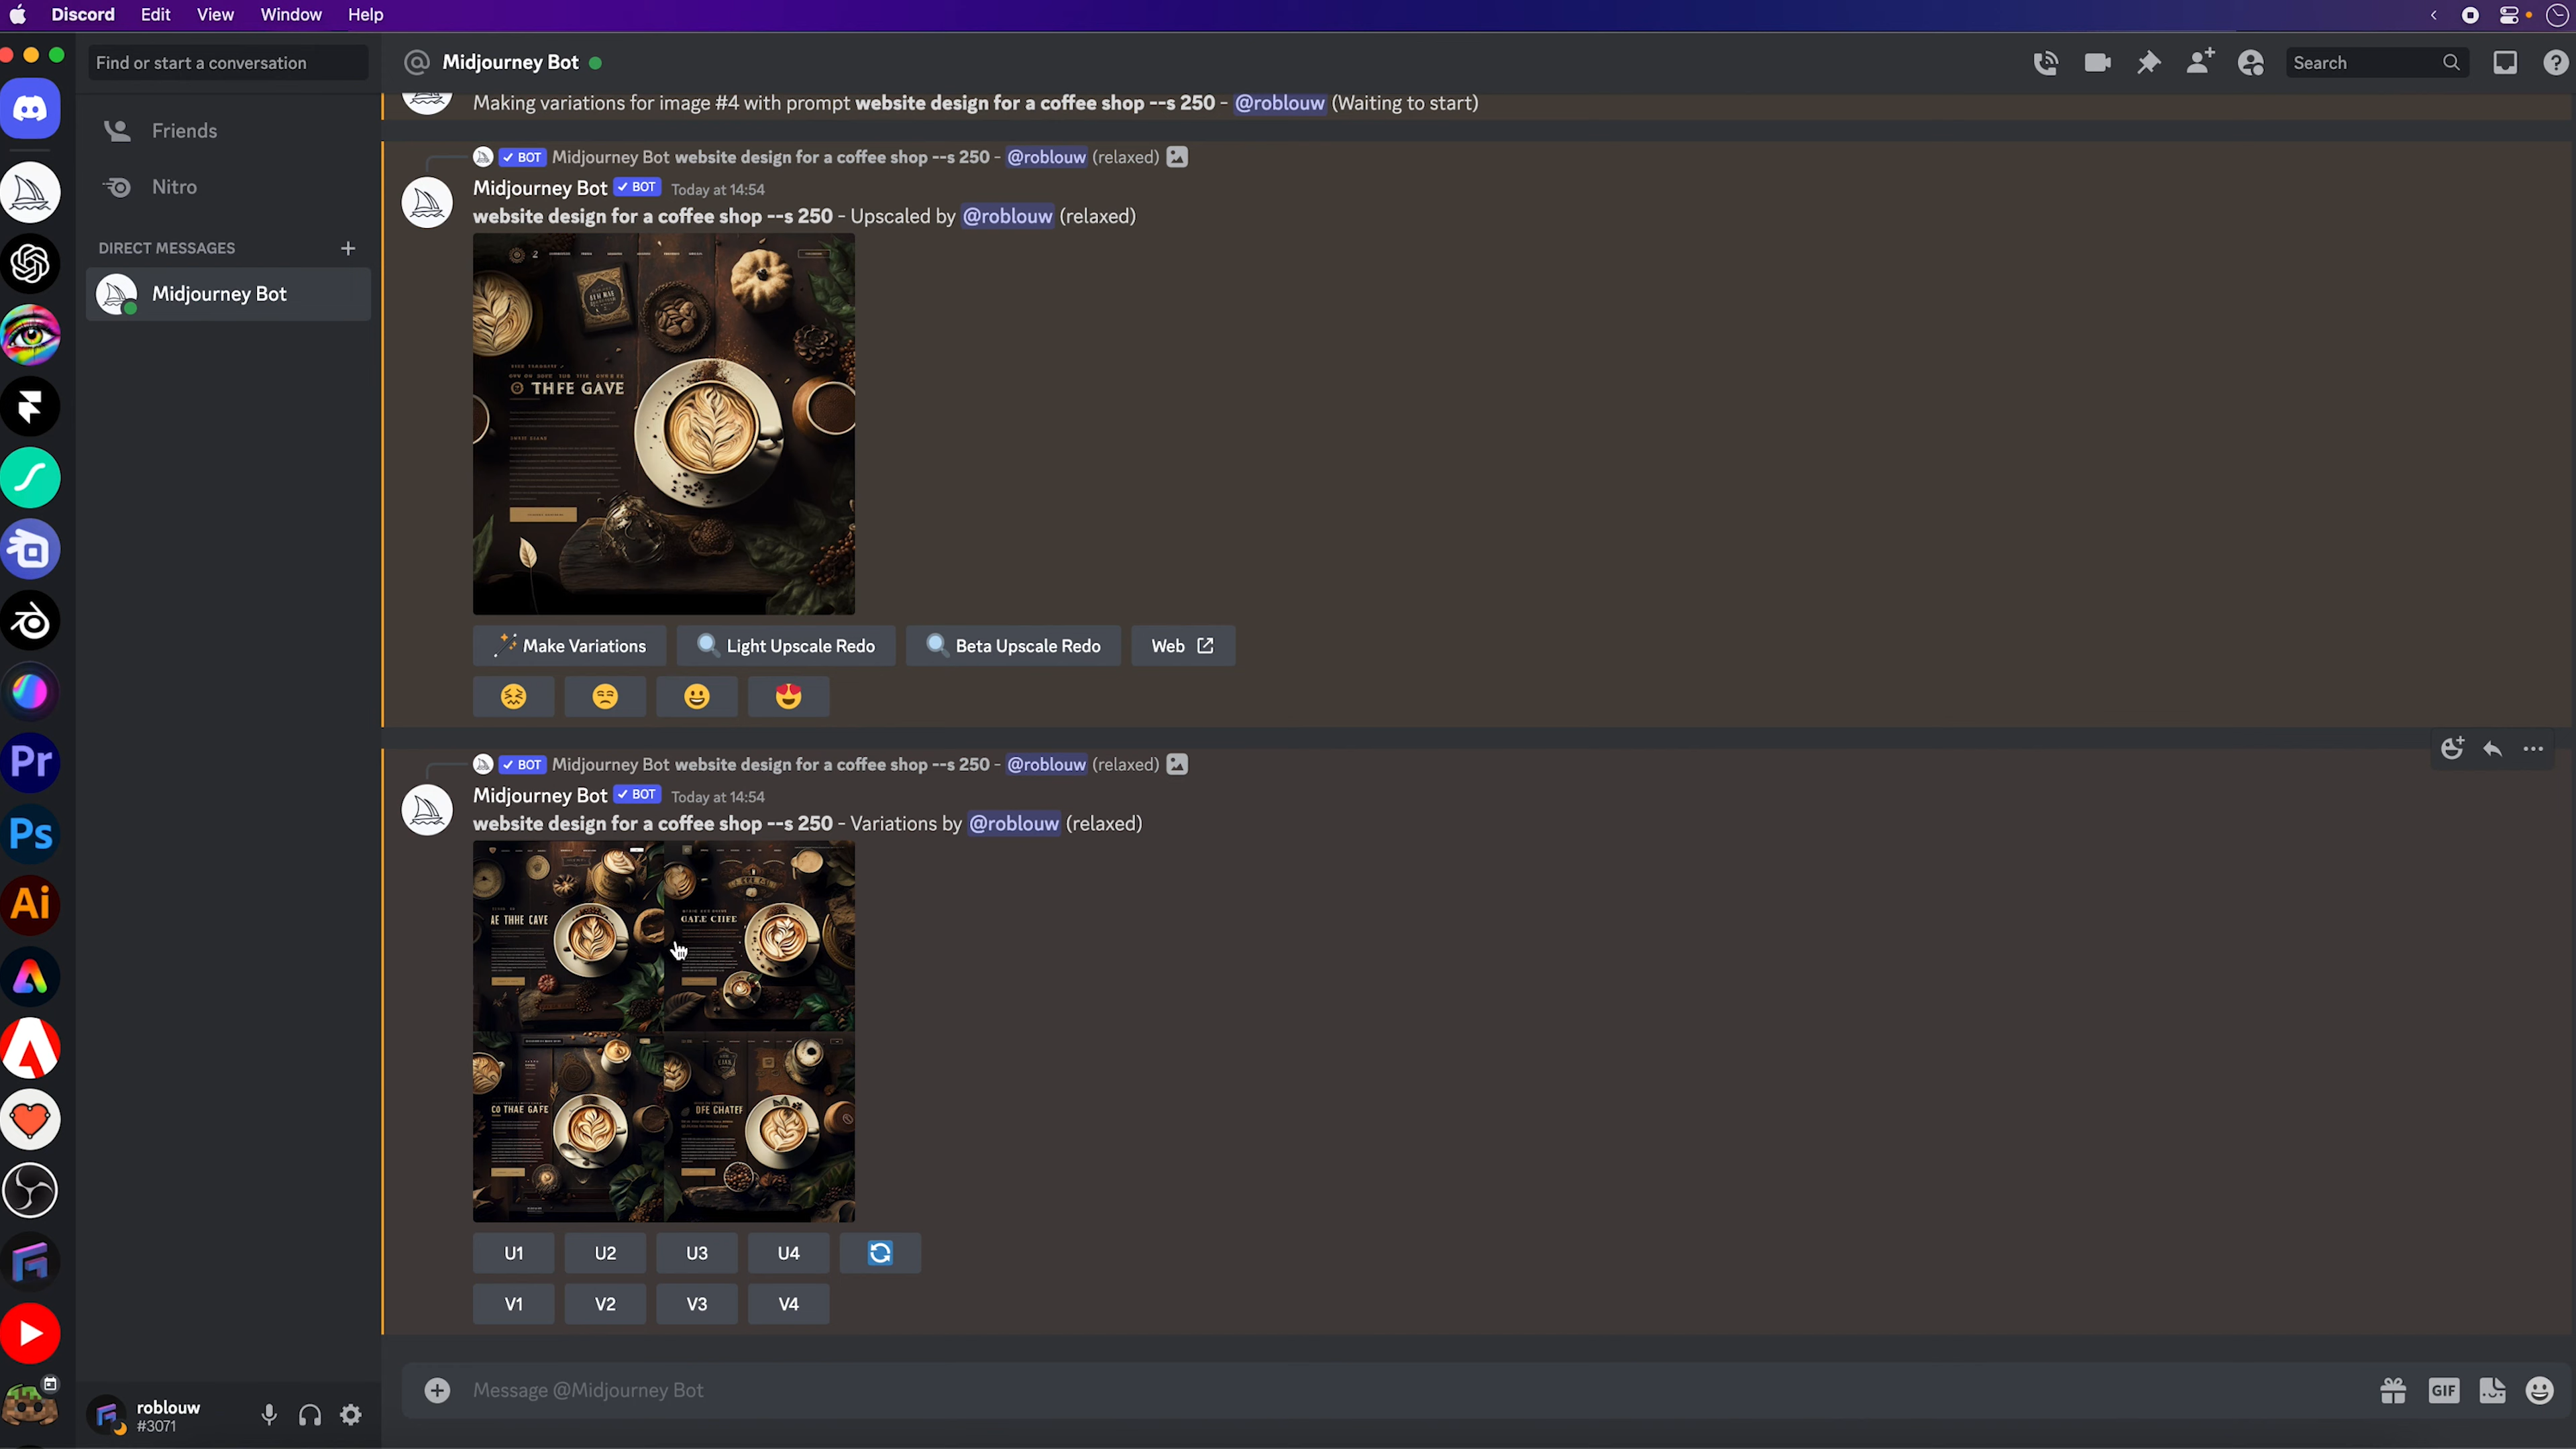 Discord Edit View Window Help
Find or start a conversation
Midjourney Bot
Search
Friends
Nitro
DIRECT MESSAGES
Midjourney Bot
Making variations for image #4 with prompt website design for a coffee shop --s 250 - @roblouw (Waiting to start)
✓ BOT Midjourney Bot website design for a coffee shop --s 250 - @roblouw (relaxed)
Midjourney Bot ✓ BOT Today at 14:54
website design for a coffee shop --s 250 - Upscaled by @roblouw (relaxed)
THFE GAVE
Make Variations Light Upscale Redo Beta Upscale Redo Web
✓ BOT Midjourney Bot website design for a coffee shop --s 250 - @roblouw (relaxed)
Midjourney Bot ✓ BOT Today at 14:54
website design for a coffee shop --s 250 - Variations by @roblouw (relaxed)
AE THHE CAVE
GATE CIIFE
CO THAE GAFE
DFE CHATEF
U1 U2 U3 U4
V1 V2 V3 V4
Pr
Ps
Ai
roblouw
#3071
Message @Midjourney Bot
GIF